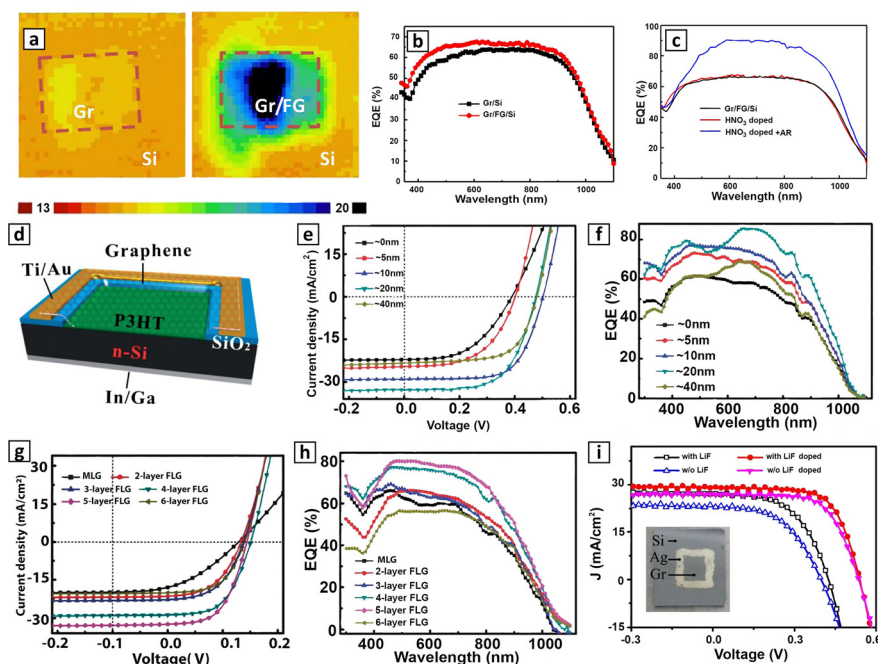 a
Gr
Si
Gr/FG
Si
13
20
b
EQE (%)
70
60
50
40
30
20
10
0
Gr/Si
Gr/FG/Si
400
600
800
1000
Wavelength (nm)
c
EQE (%)
100
80
60
40
20
0
Gr/FG/Si
HNO3 doped
HNO3 doped +AR
400
600
800
1000
Wavelength (nm)
d
Graphene
Ti/Au
P3HT
SiO2
n-Si
In/Ga
e
Current density (mA/cm²)
15
0
-15
-30
~0nm
~5nm
~10nm
~20nm
~40nm
-0.2
0.0
0.2
0.4
0.6
Voltage (V)
f
EQE (%)
80
60
40
20
0
~0nm
~5nm
~10nm
~20nm
~40nm
400
600
800
1000
Wavelength (nm)
g
Current density (mA/cm²)
30
15
0
-15
-30
MLG
2-layer FLG
3-layer FLG
4-layer FLG
5-layer FLG
6-layer FLG
-0.2
-0.1
0.0
0.1
0.2
Voltage( V)
h
EQE (%)
80
60
40
20
0
MLG
2-layer FLG
3-layer FLG
4-layer FLG
5-layer FLG
6-layer FLG
400
600
800
1000
Wavelength (nm)
i
with LiF
with LiF doped
w/o LiF
w/o LiF doped
J (mA/cm²)
30
15
0
-15
Si
Ag
Gr
-0.3
0.0
0.3
0.6
Voltage (V)